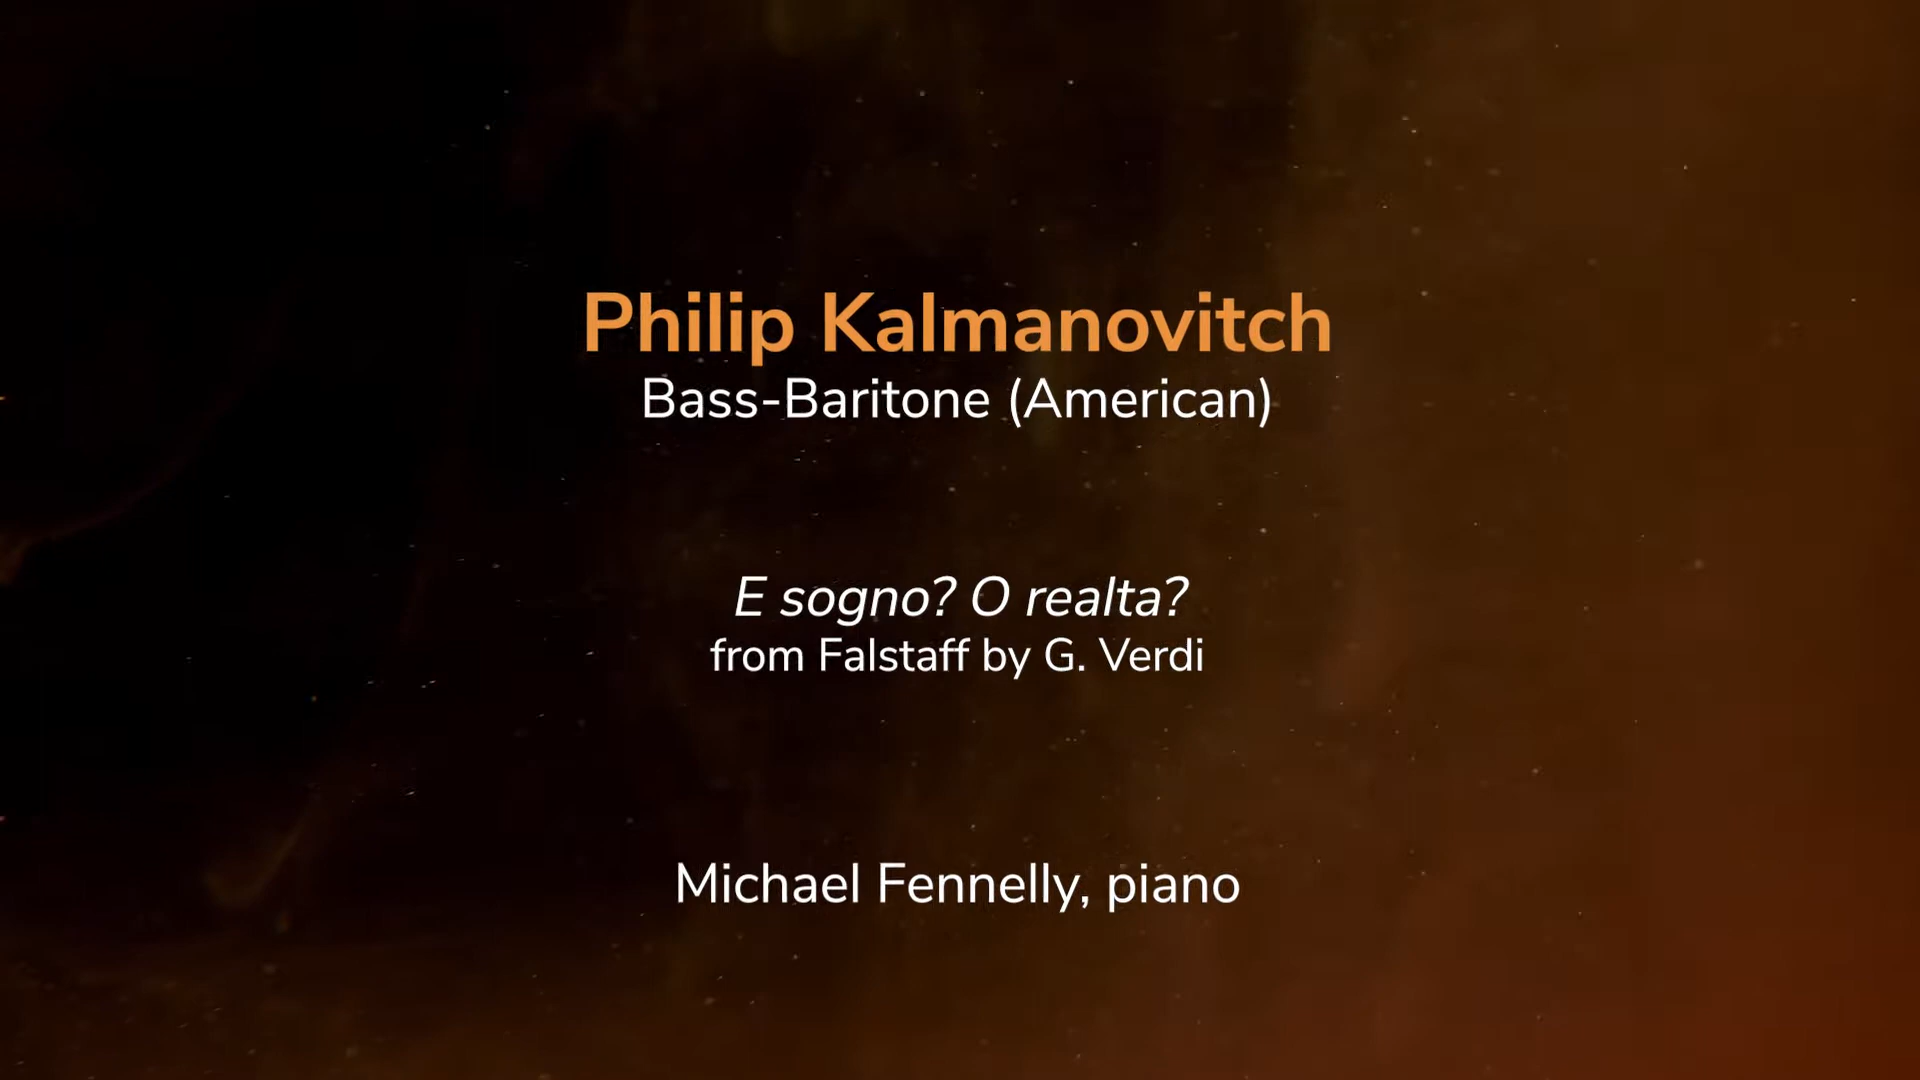 Philip Kalmanovitch
Bass-Baritone (American)
E sogno? O realta?
from Falstaff by G. Verdi
Michael Fennelly, piano